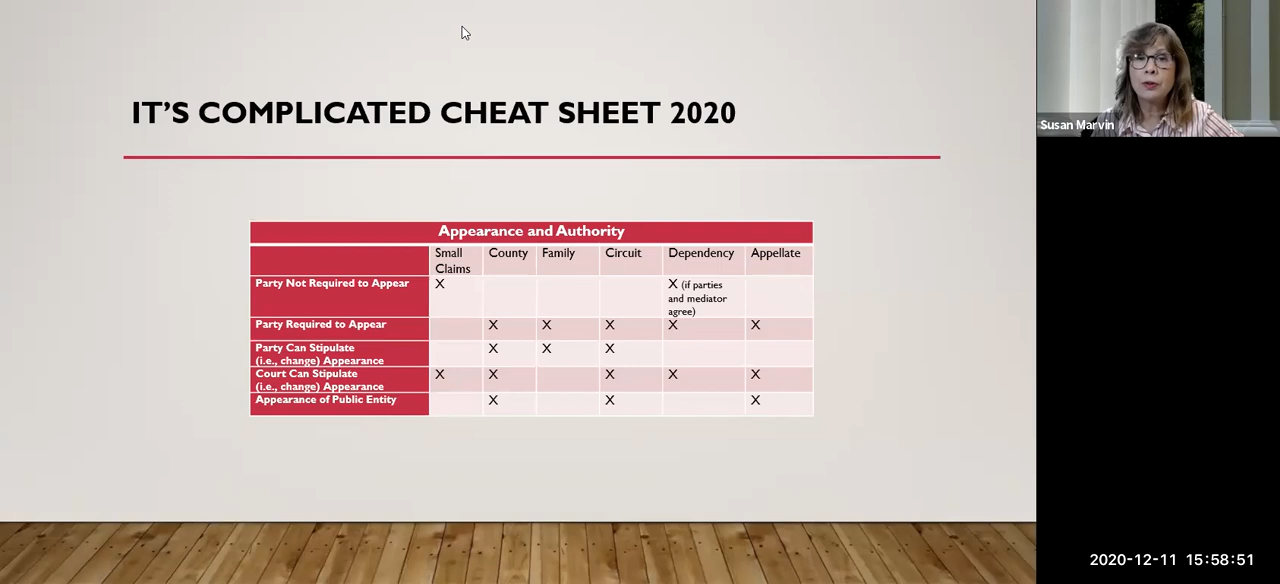 IT'S COMPLICATED CHEAT SHEET 2020
Susan Marvin
Appearance and Authority
Small Claims County Family Circuit Dependency Appellate
Party Not Required to Appear X X (if parties and mediator agree)
Party Required to Appear X X X X X
Party Can Stipulate (i.e., change) Appearance X X X
Court Can Stipulate (i.e., change) Appearance X X X X X
Appearance of Public Entity X X X
2020-12-11 15:58:51